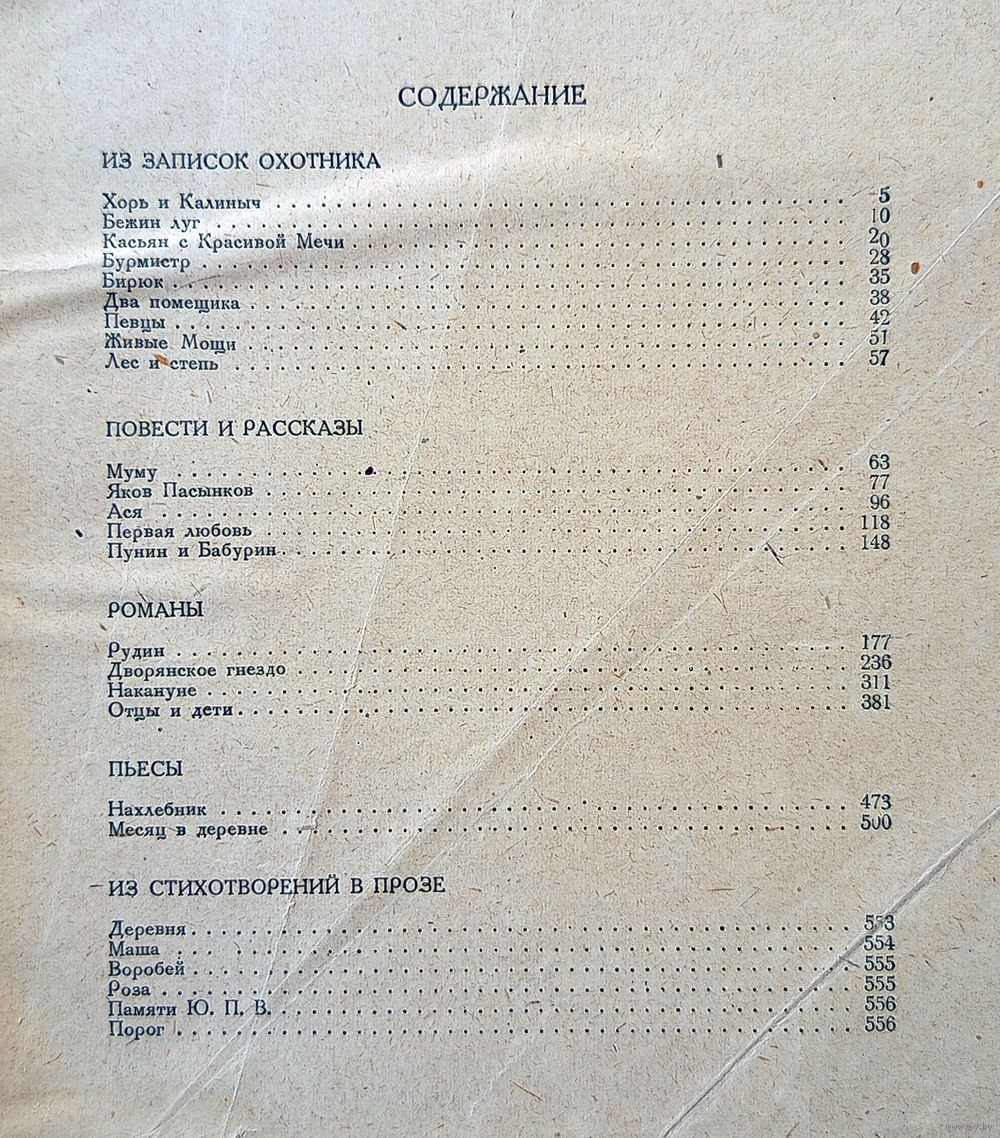 СОДЕРЖАНИЕ
ИЗ ЗАПИСОК ОХОТНИКА
Хорь и Калиныч . . . . . 5
Бежин луг . . . . . 10
Касьян с Красивой Мечи . . . . . 20
Бурмистр . . . . . 28
Бирюк . . . . . 35
Два помещика . . . . . 38
Певцы . . . . . 42
Живые Мощи . . . . . 51
Лес и степь . . . . . 57
ПОВЕСТИ И РАССКАЗЫ
Муму . . . . . 63
Яков Пасынков . . . . . 77
Ася . . . . . 96
Первая любовь . . . . . 118
Пунин и Бабурин . . . . . 148
РОМАНЫ
Рудин . . . . . 177
Дворянское гнездо . . . . . 236
Накануне . . . . . 311
Отцы и дети . . . . . 381
ПЬЕСЫ
Нахлебник . . . . . 473
Месяц в деревне . . . . . 500
ИЗ СТИХОТВОРЕНИЙ В ПРОЗЕ
Деревня . . . . . 553
Маша . . . . . 554
Воробей . . . . . 555
Роза . . . . . 555
Памяти Ю. П. В. . . . . . 556
Порог . . . . . 556